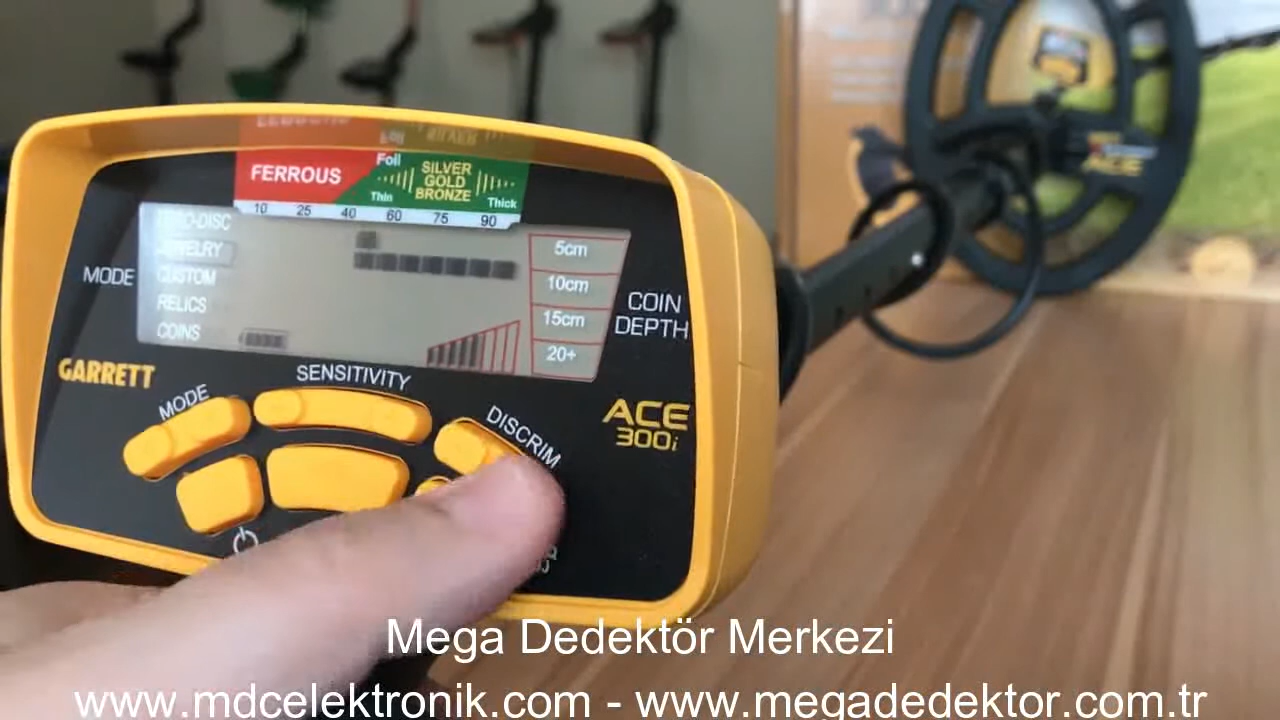 FERROUS
Foil
Thin
SILVER
GOLD
BRONZE
Thick
10 25 40 60 75 90
MODE
JEWELRY
CUSTOM
RELICS
COINS
5cm
10cm
15cm
20+
COIN
DEPTH
GARRETT
MODE
SENSITIVITY
DISCRIM
ACE
300i
ACE
Mega Dedektör Merkezi
www.mdcelektronik.com - www.megadedektor.com.tr